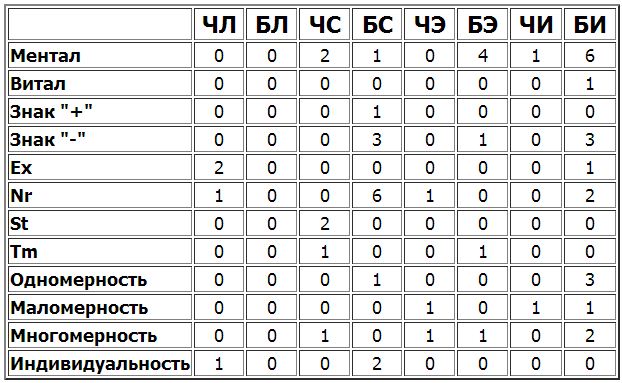 ЧЛ БЛ ЧС БС ЧЭ БЭ ЧИ БИ
Ментал 0 0 2 1 0 4 1 6
Витал 0 0 0 0 0 0 0 1
Знак "+" 0 0 0 1 0 0 0 0
Знак "-" 0 0 0 3 0 1 0 3
Ex 2 0 0 0 0 0 0 1
Nr 1 0 0 6 1 0 0 2
St 0 0 2 0 0 0 0 0
Tm 0 0 1 0 0 1 0 0
Одномерность 0 0 0 1 0 0 0 3
Маломерность 0 0 0 0 1 0 1 1
Многомерность 0 0 1 0 1 1 0 2
Индивидуальность 1 0 0 2 0 0 0 0